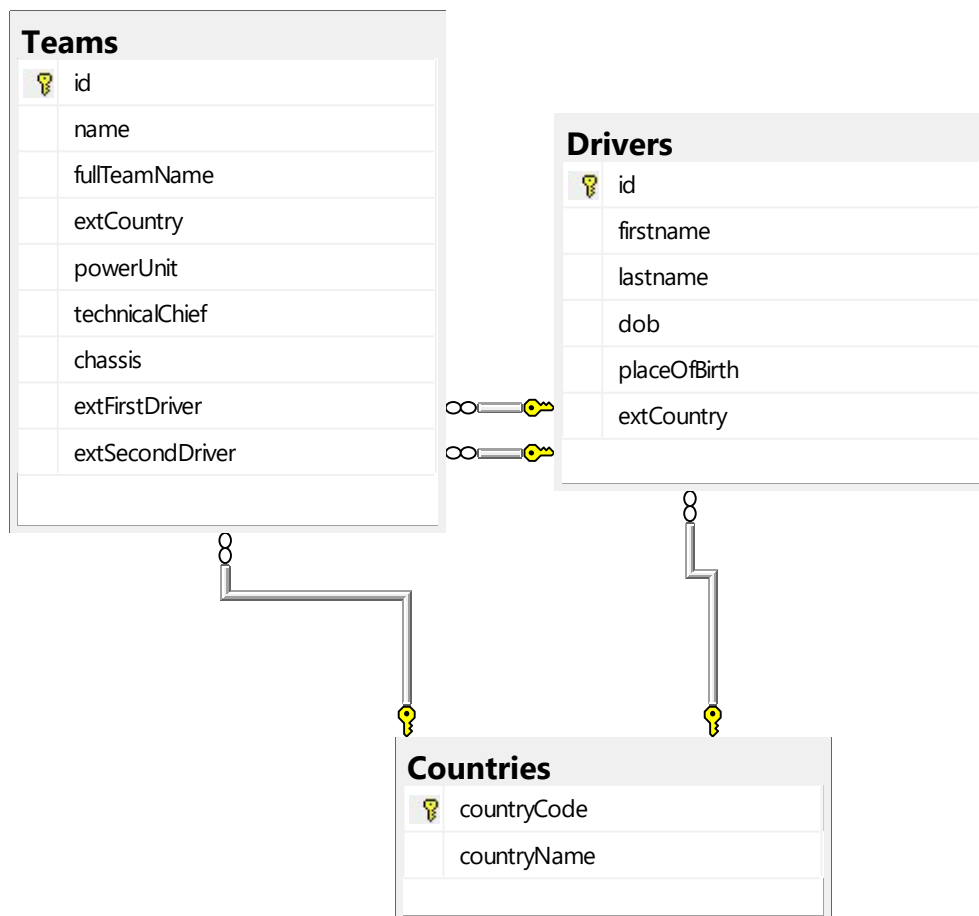 Teams
id
name
fullTeamName
extCountry
powerUnit
technicalChief
chassis
extFirstDriver
extSecondDriver
Drivers
id
firstname
lastname
dob
placeOfBirth
extCountry
Countries
countryCode
countryName